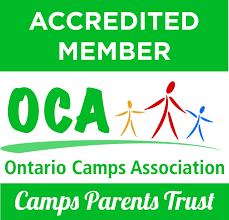 ACCREDITED
MEMBER
OCA
Ontario Camps Association
Camps Parents Trust